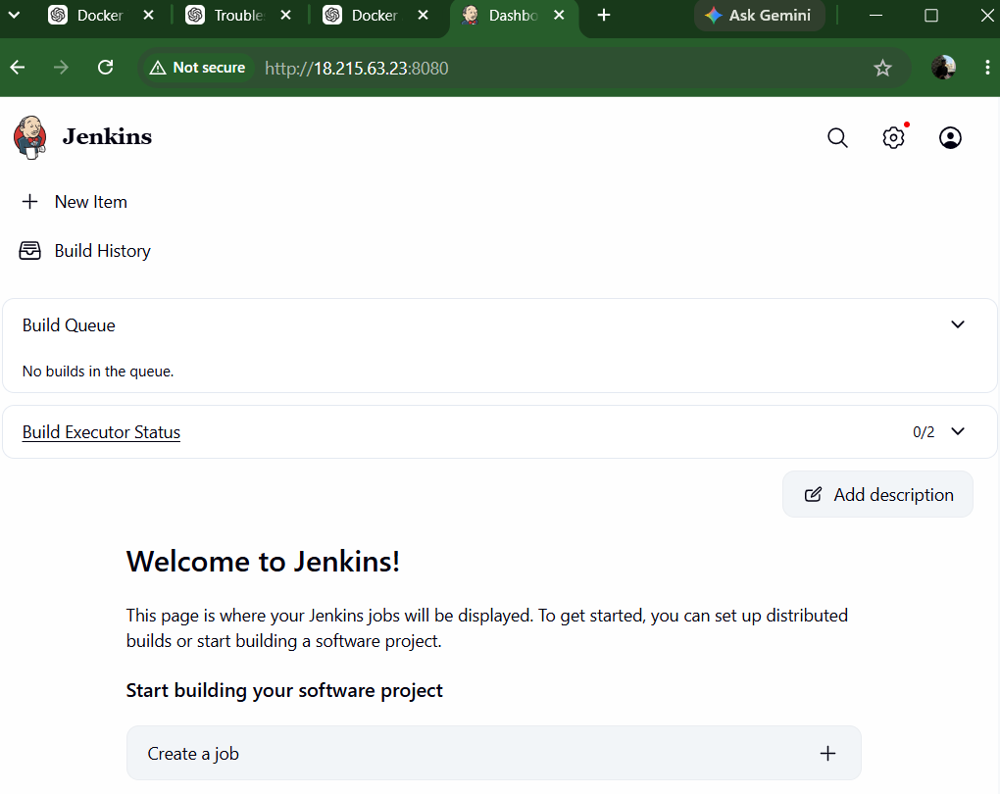 Docker
Trouble
Docker
Dashbo
Ask Gemini
Not secure
http://18.215.63.23:8080
Jenkins
New Item
Build History
Build Queue
No builds in the queue.
Build Executor Status
0/2
Add description
Welcome to Jenkins!
This page is where your Jenkins jobs will be displayed. To get started, you can set up distributed
builds or start building a software project.
Start building your software project
Create a job